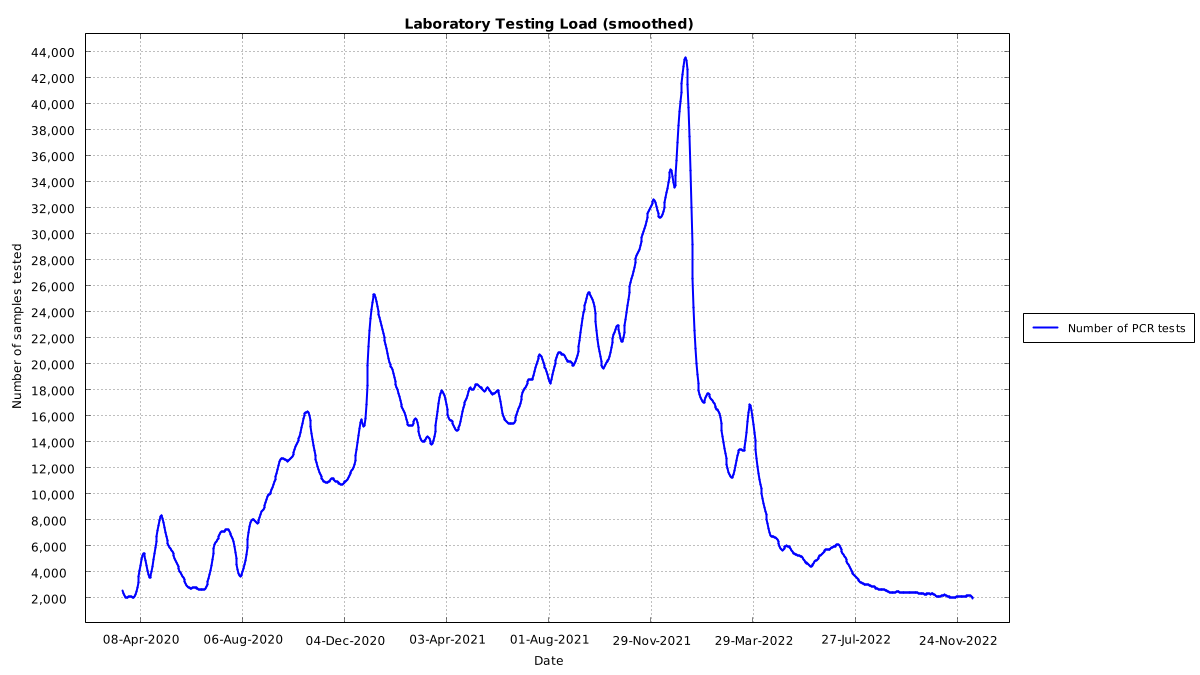 Laboratory Testing Load (smoothed)
44,000
42,000
40,000
38,000
36,000
34,000
32,000
30,000
28,000
26,000
24,000
22,000
20,000
18,000
16,000
14,000
12,000
10,000
8,000
6,000
4,000
2,000
Number of samples tested
Number of PCR tests
08-Apr-2020
06-Aug-2020
04-Dec-2020
03-Apr-2021
01-Aug-2021
29-Nov-2021
29-Mar-2022
27-Jul-2022
24-Nov-2022
Date